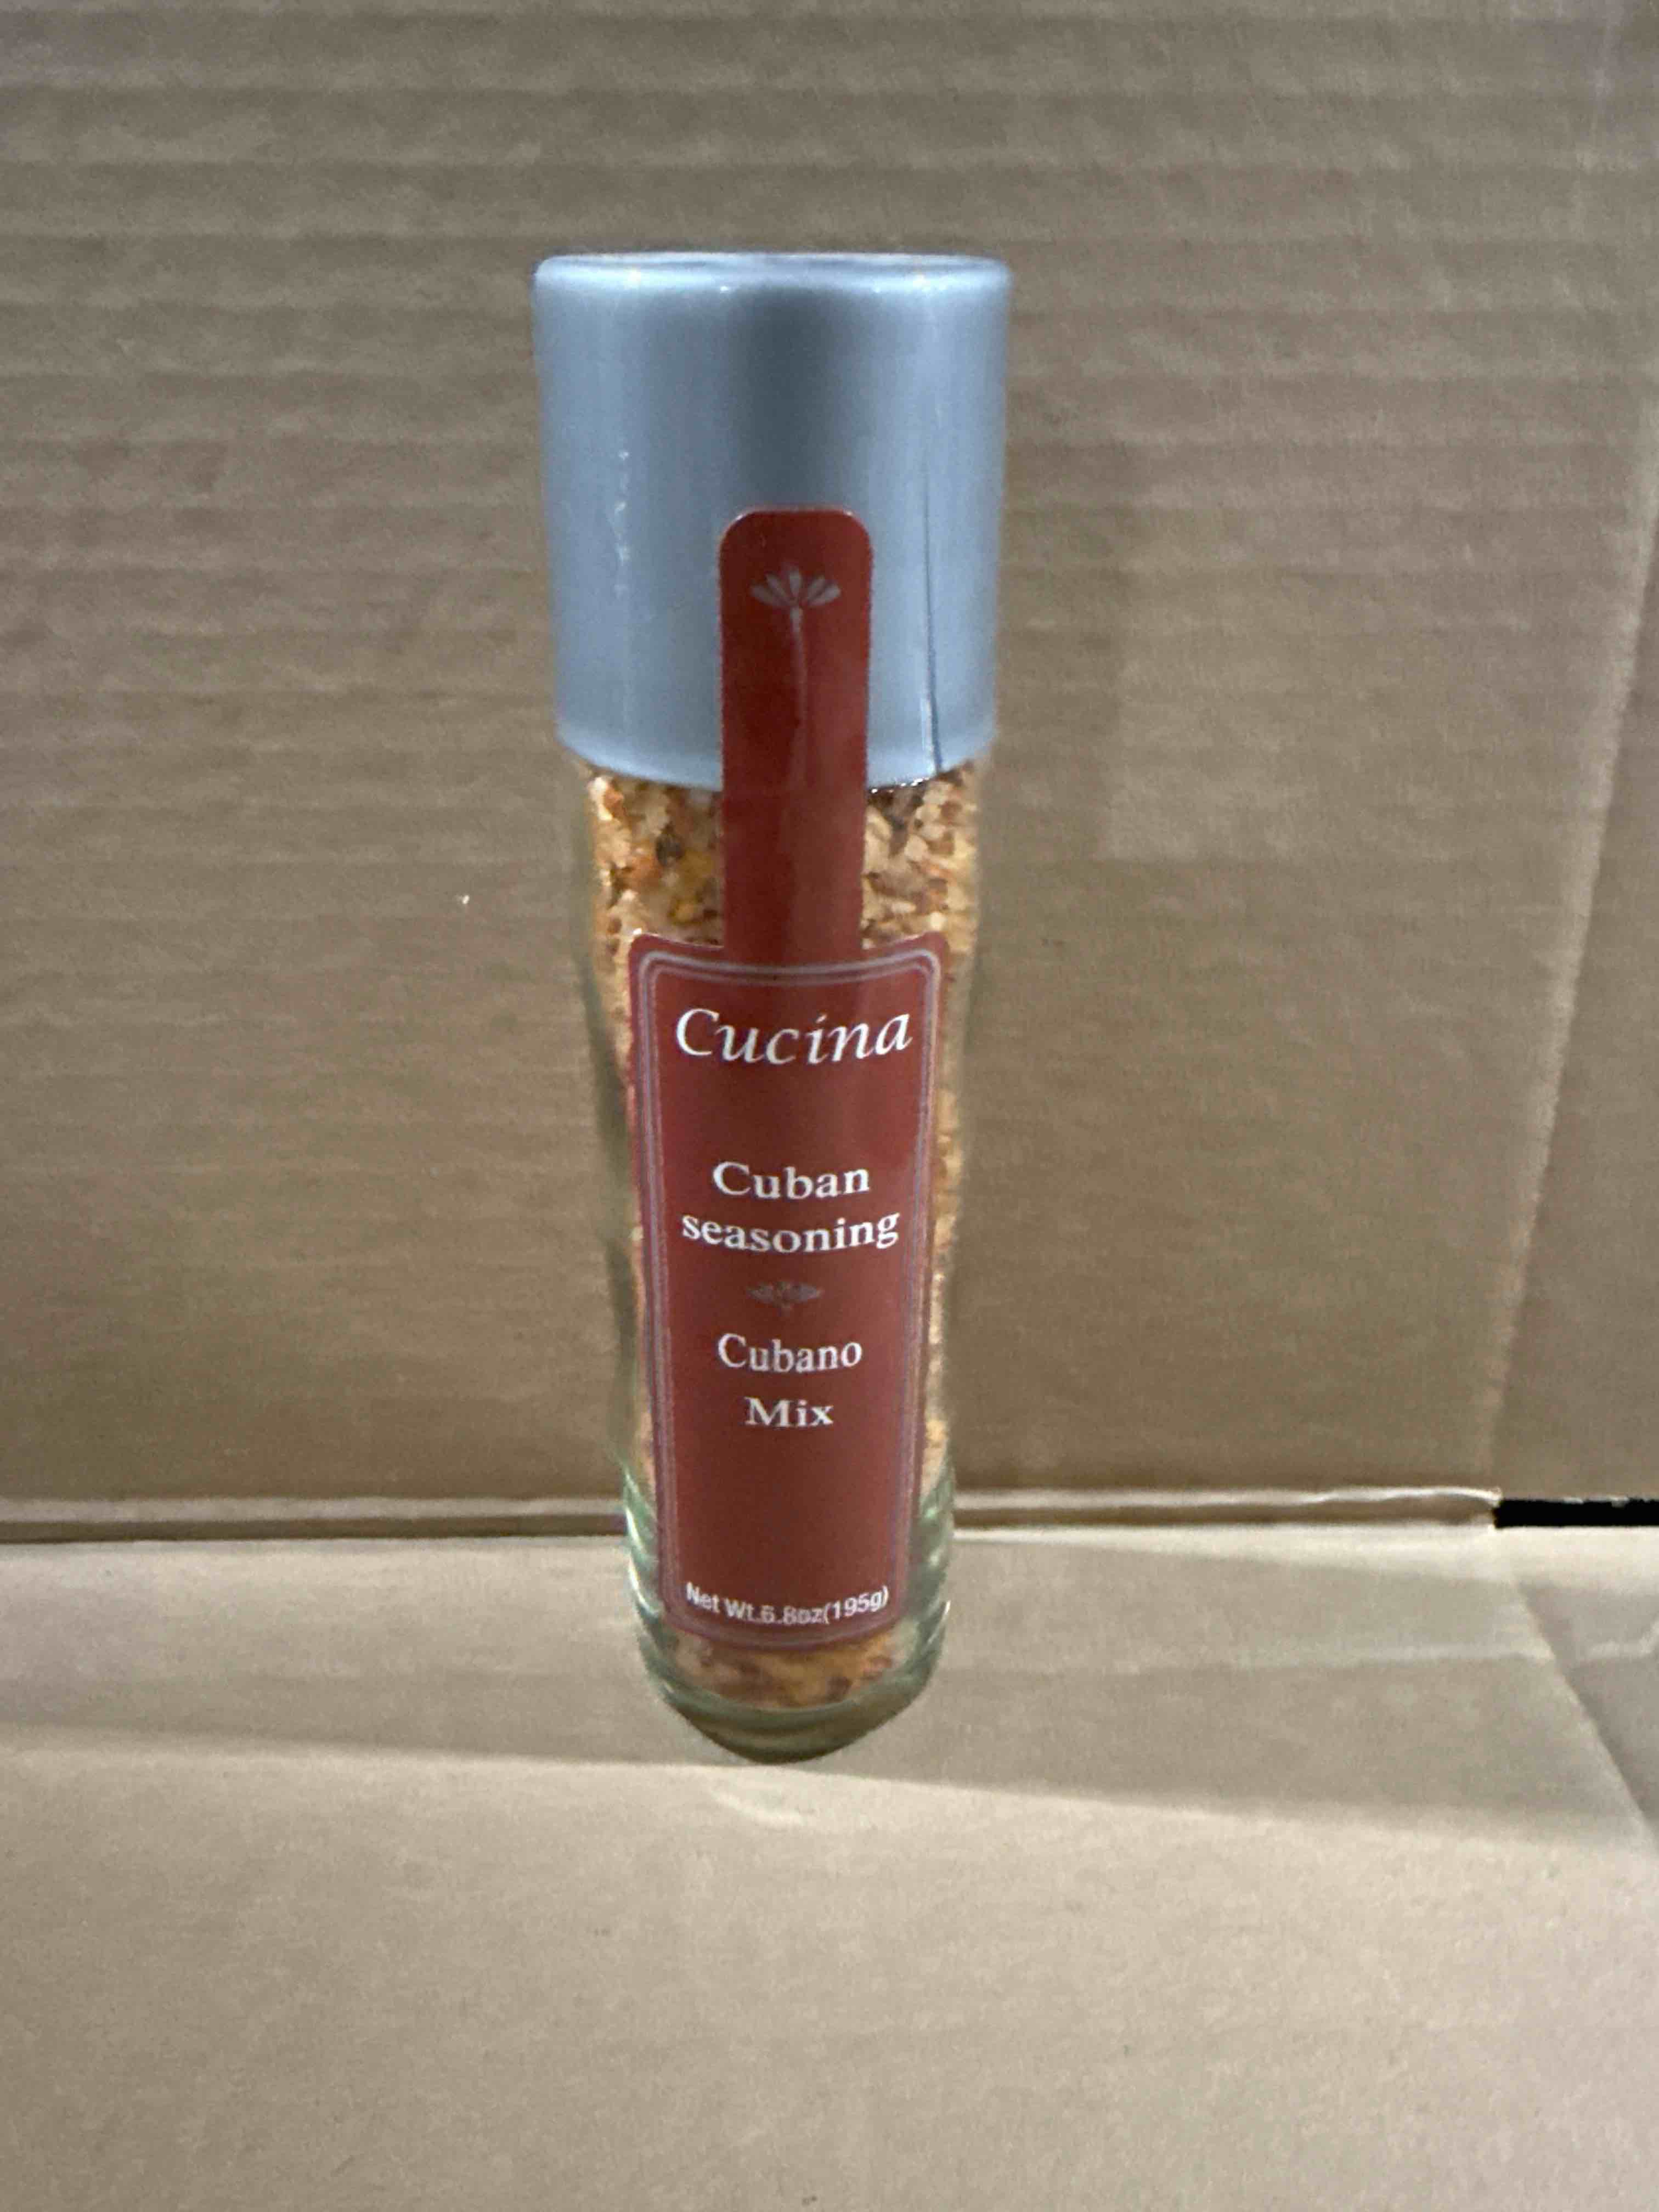 Cucina
Cuban
seasoning
Cubano
Mix
Net Wt.6.8oz(195g)